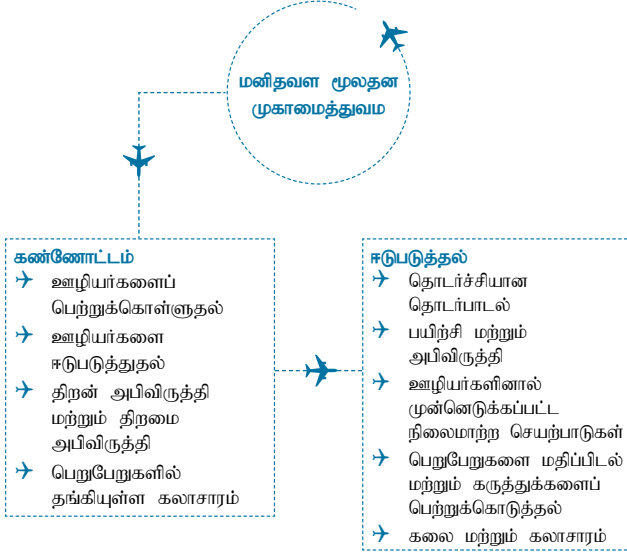 மனிதவள மூலதன
முகாமைத்துவம
கண்ணோட்டம்
ஊழியர்களைப்
பெற்றுக்கொள்ளுதல்
ஊழியர்களை
ஈடுபடுத்துதல்
திறன் அபிவிருத்தி
மற்றும் திறமை
அபிவிருத்தி
பெறுபேறுகளில்
தங்கியுள்ள கலாசாரம்
ஈடுபடுத்தல்
தொடர்ச்சியான
தொடர்பாடல்
பயிற்சி மற்றும்
அபிவிருத்தி
ஊழியர்களினால்
முன்னெடுக்கப்பட்ட
நிலைமாற்ற செயற்பாடுகள்
பெறுபேறுகளை மதிப்பிடல்
மற்றும் கருத்துக்களைப்
பெற்றுக்கொடுத்தல்
கலை மற்றும் கலாசாரம்